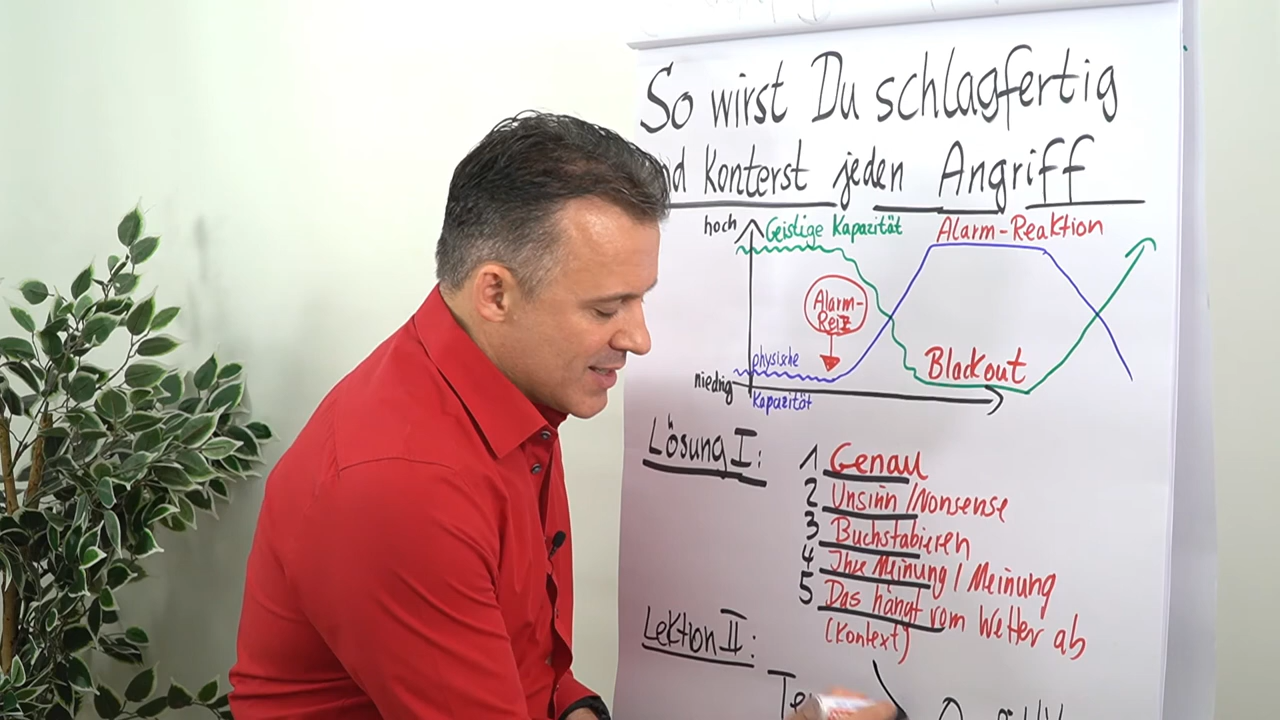 So wirst Du schlagfertig
und Konterst jeden Angriff
hoch
Geistige Kapazität
Alarm-Reaktion
Alarm-
Reiz
physische
Kapazität
niedrig
Blackout
Lösung I:
1 Genau
2 Unsinn/Nonsense
3 Buchstabieren
4 Ihre Meinung / Meinung
5 Das hängt vom Wetter ab
(Kontext)
Lektion II: